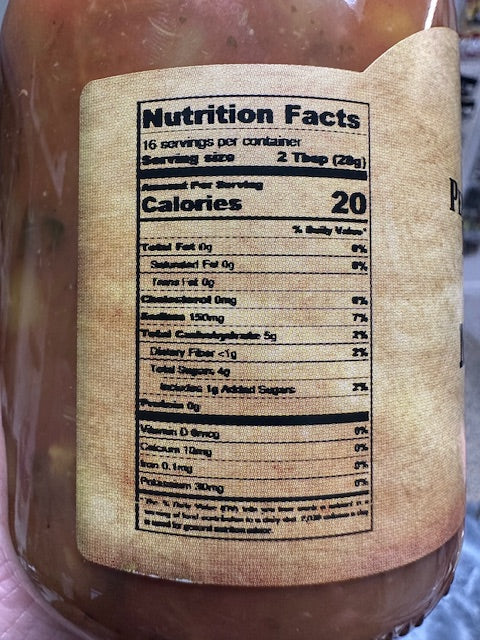 Nutrition Facts
16 servings per container
Serving size 2 Tbsp (28g)
Amount Per Serving
Calories 20
% Daily Value*
Total Fat 0g 0%
Saturated Fat 0g 0%
Trans Fat 0g
Cholesterol 0mg 0%
Sodium 150mg 7%
Total Carbohydrate 5g 2%
Dietary Fiber <1g 2%
Total Sugars 4g
Includes 1g Added Sugars 2%
Protein 0g
Vitamin D 0mcg 0%
Calcium 10mg 0%
Iron 0.1mg 0%
Potassium 30mg 0%